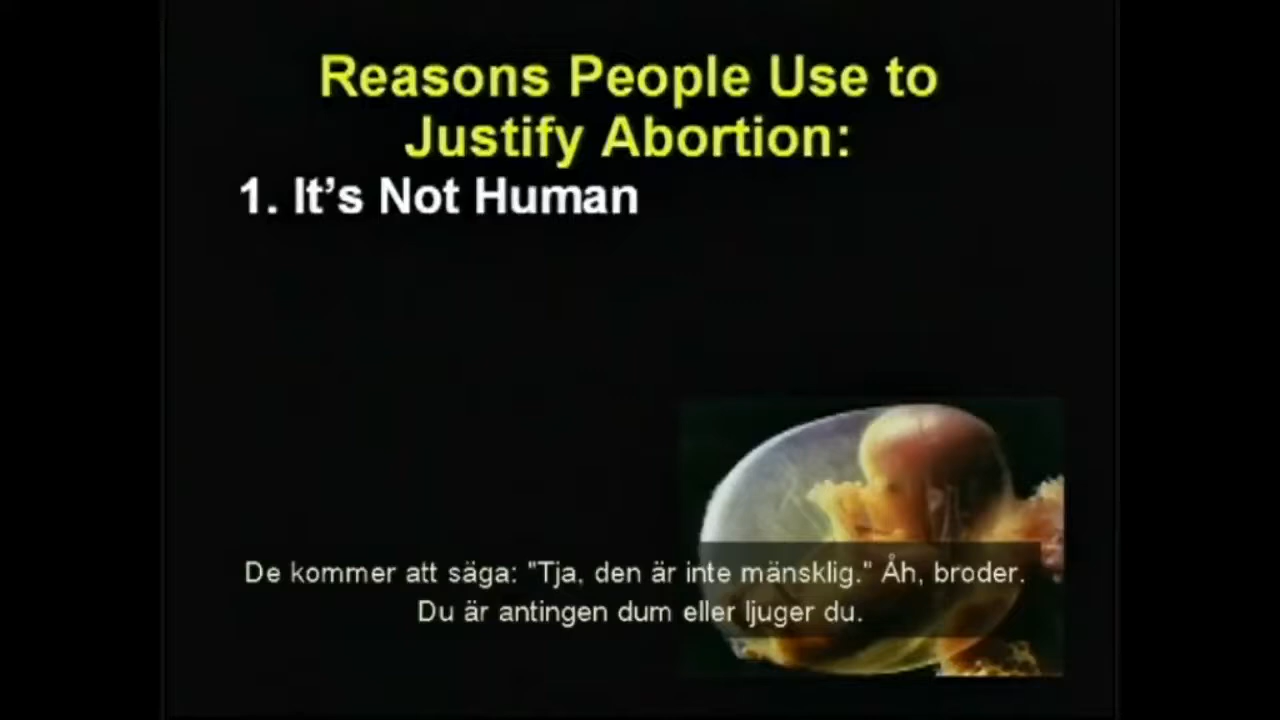 Reasons People Use to
Justify Abortion:
1. It’s Not Human
De kommer att säga: "Tja, den är inte mänsklig." Åh, broder.
Du är antingen dum eller ljuger du.